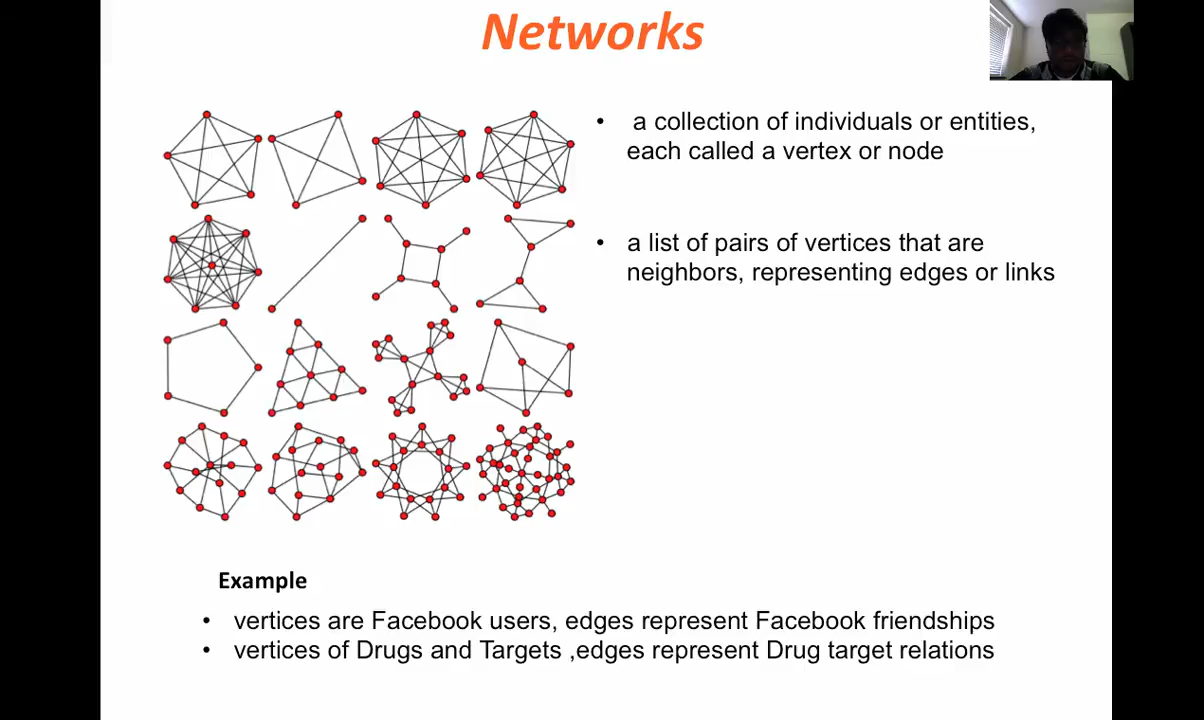 Networks
• a collection of individuals or entities,
each called a vertex or node
• a list of pairs of vertices that are
neighbors, representing edges or links
Example
• vertices are Facebook users, edges represent Facebook friendships
• vertices of Drugs and Targets ,edges represent Drug target relations